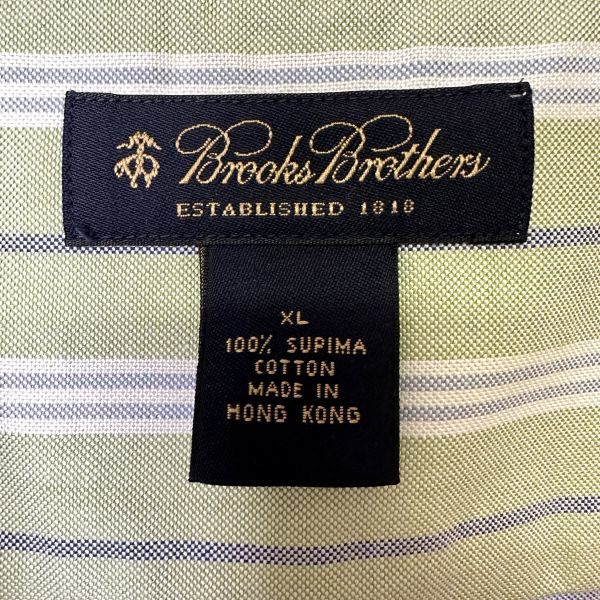 Brooks Brothers
ESTABLISHED 1818
XL
100% SUPIMA
COTTON
MADE IN
HONG KONG